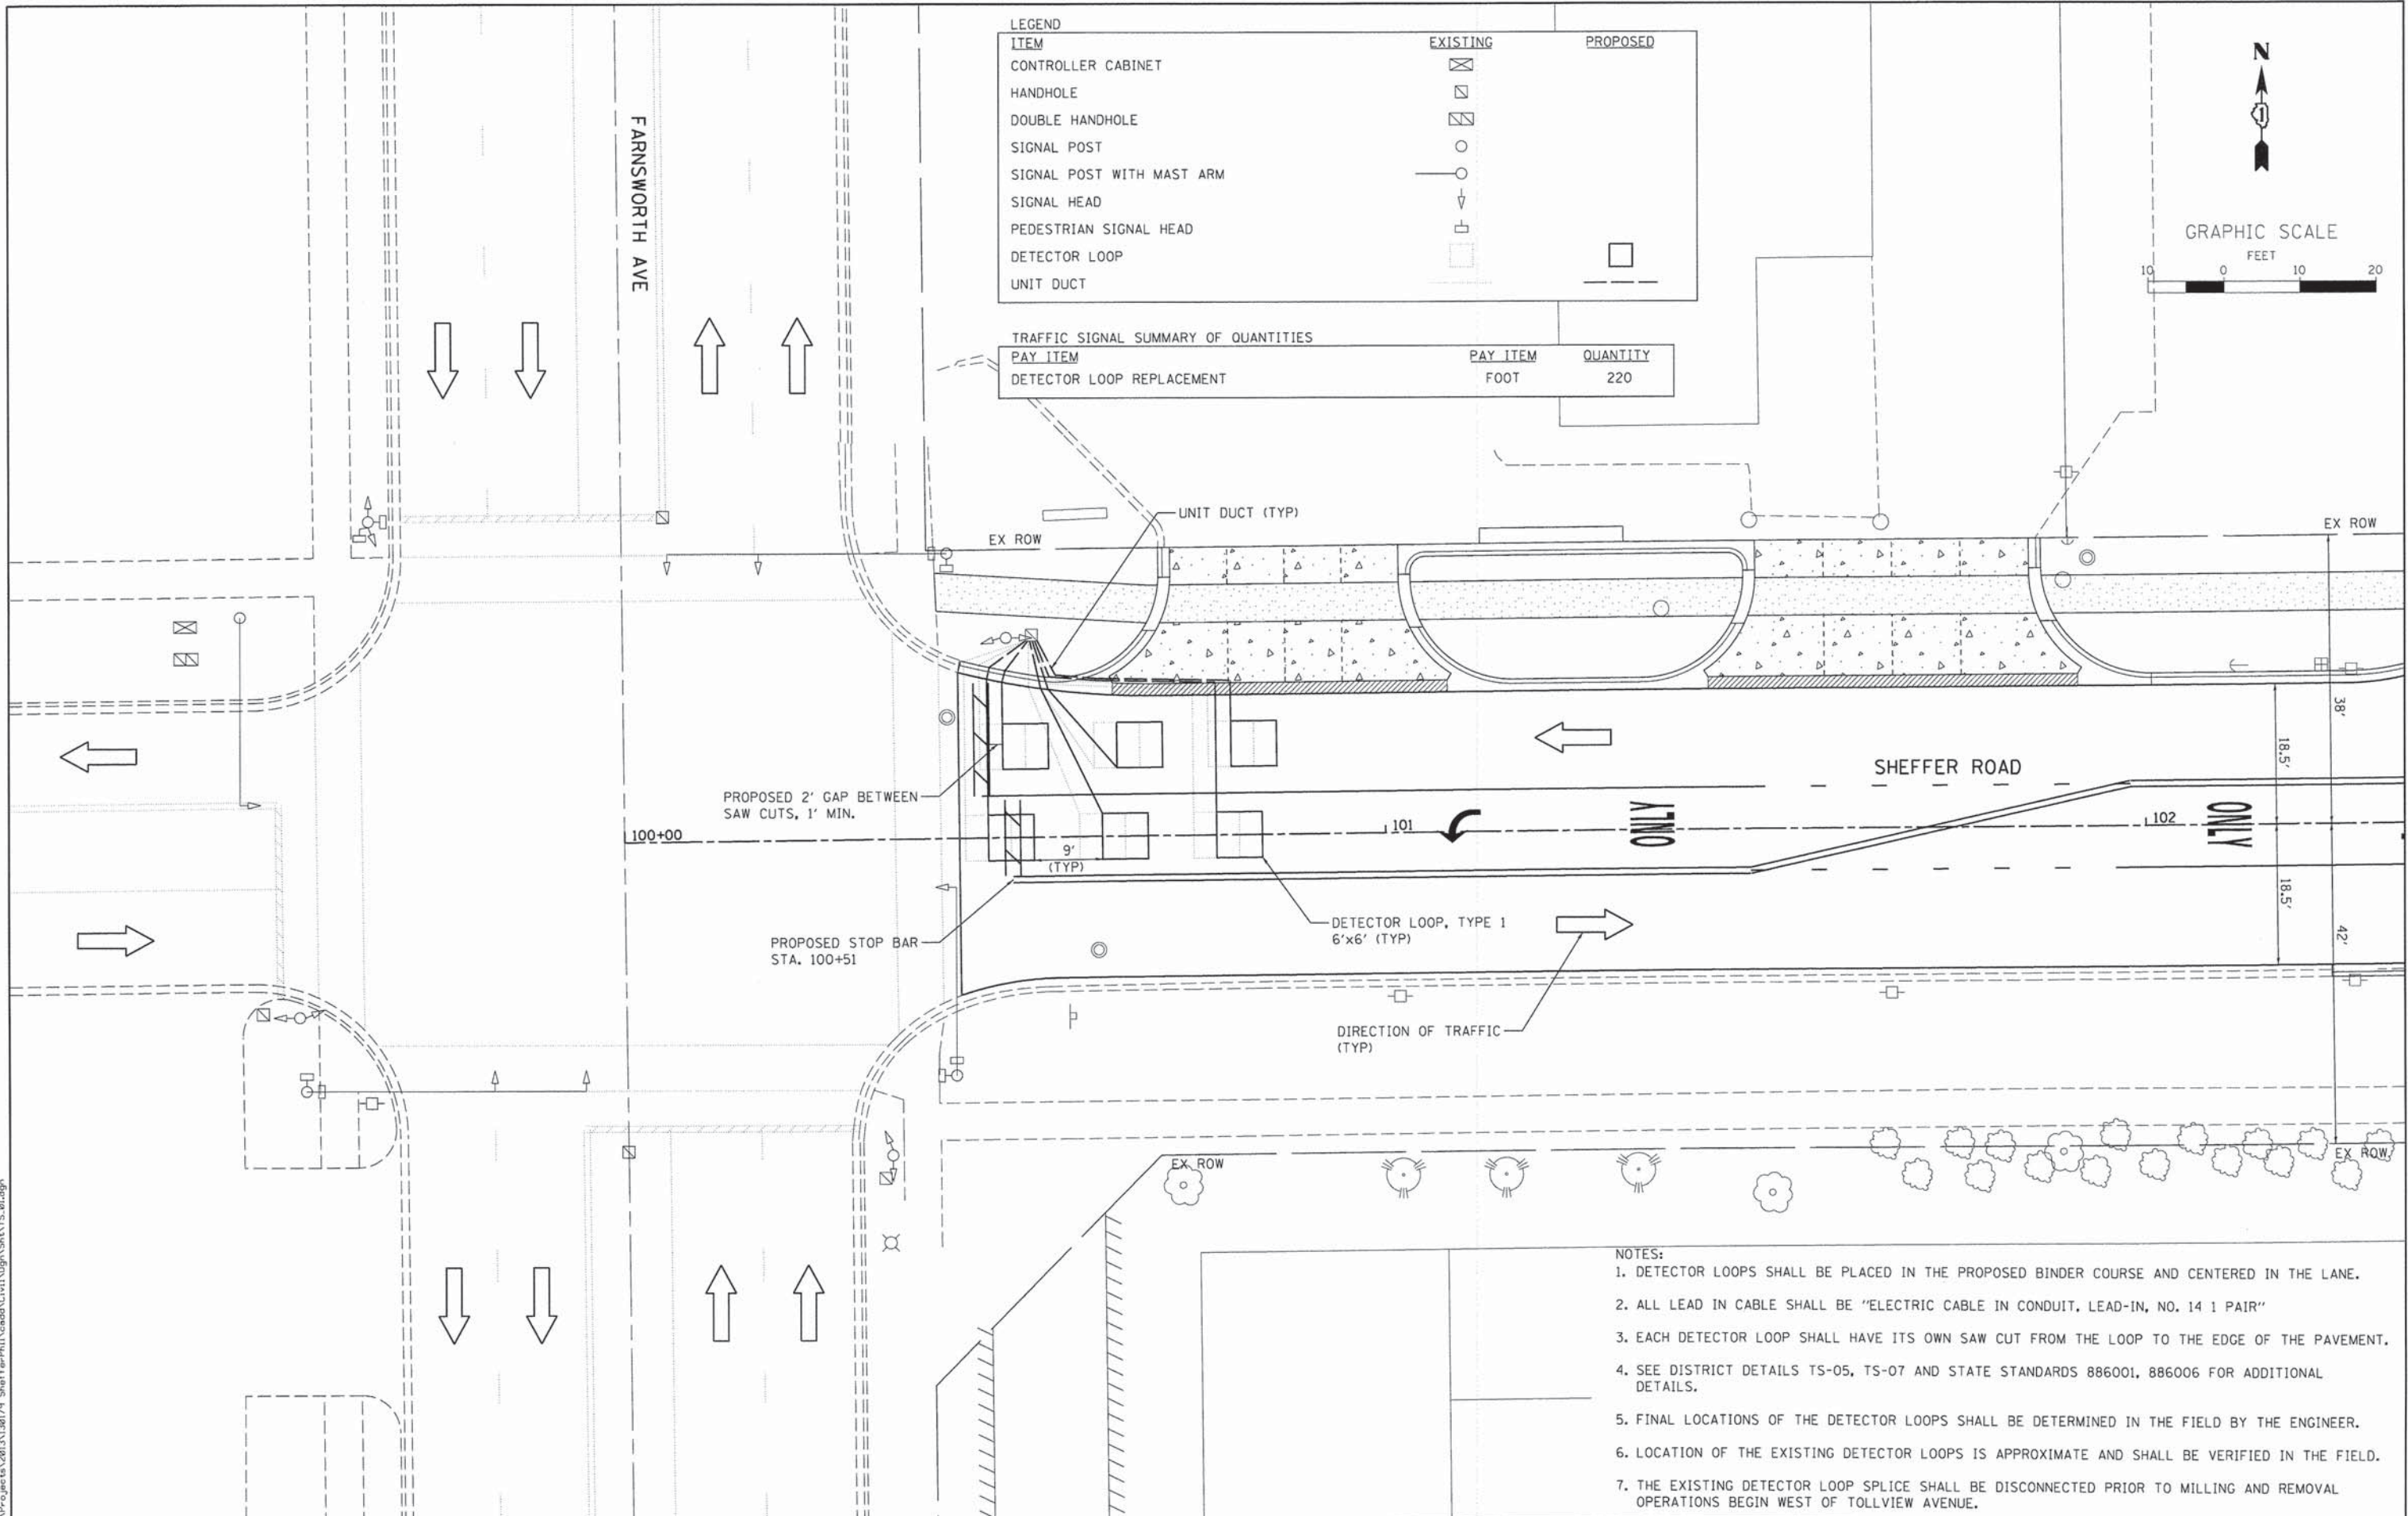 LEGEND
ITEM EXISTING PROPOSED
CONTROLLER CABINET
HANDHOLE
DOUBLE HANDHOLE
SIGNAL POST
SIGNAL POST WITH MAST ARM
SIGNAL HEAD
PEDESTRIAN SIGNAL HEAD
DETECTOR LOOP
UNIT DUCT
TRAFFIC SIGNAL SUMMARY OF QUANTITIES
PAY ITEM PAY ITEM QUANTITY
DETECTOR LOOP REPLACEMENT FOOT 220
N
1
GRAPHIC SCALE
FEET
10 0 10 20
FARNSWORTH AVE
UNIT DUCT (TYP)
EX ROW
EX ROW
38'
18.5'
SHEFFER ROAD
PROPOSED 2' GAP BETWEEN
SAW CUTS, 1' MIN.
100+00
101
ONLY
102
ONLY
9'
(TYP)
18.5'
42'
DETECTOR LOOP, TYPE 1
6'x6' (TYP)
PROPOSED STOP BAR
STA. 100+51
DIRECTION OF TRAFFIC
(TYP)
EX ROW
EX ROW
NOTES:
1. DETECTOR LOOPS SHALL BE PLACED IN THE PROPOSED BINDER COURSE AND CENTERED IN THE LANE.
2. ALL LEAD IN CABLE SHALL BE "ELECTRIC CABLE IN CONDUIT, LEAD-IN, NO. 14 1 PAIR"
3. EACH DETECTOR LOOP SHALL HAVE ITS OWN SAW CUT FROM THE LOOP TO THE EDGE OF THE PAVEMENT.
4. SEE DISTRICT DETAILS TS-05, TS-07 AND STATE STANDARDS 886001, 886006 FOR ADDITIONAL
DETAILS.
5. FINAL LOCATIONS OF THE DETECTOR LOOPS SHALL BE DETERMINED IN THE FIELD BY THE ENGINEER.
6. LOCATION OF THE EXISTING DETECTOR LOOPS IS APPROXIMATE AND SHALL BE VERIFIED IN THE FIELD.
7. THE EXISTING DETECTOR LOOP SPLICE SHALL BE DISCONNECTED PRIOR TO MILLING AND REMOVAL
OPERATIONS BEGIN WEST OF TOLLVIEW AVENUE.